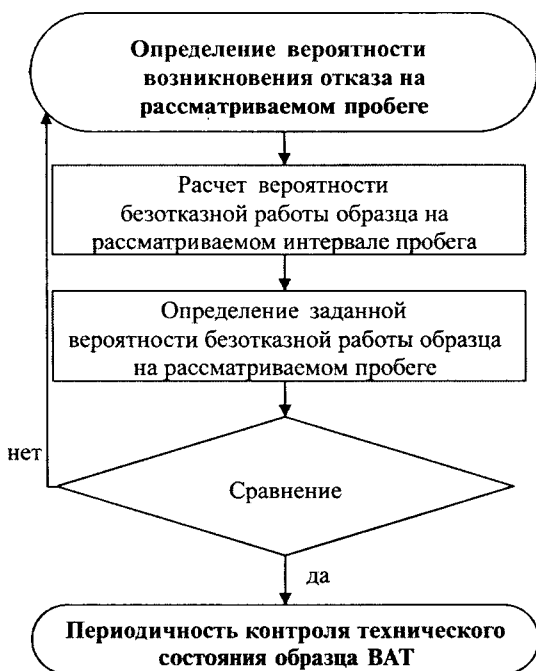 Определение вероятности
возникновения отказа на
рассматриваемом пробеге
Расчет вероятности
безотказной работы образца на
рассматриваемом интервале пробега
Определение заданной
вероятности безотказной работы образца
на рассматриваемом пробеге
нет
Сравнение
да
Периодичность контроля технического
состояния образца ВАТ